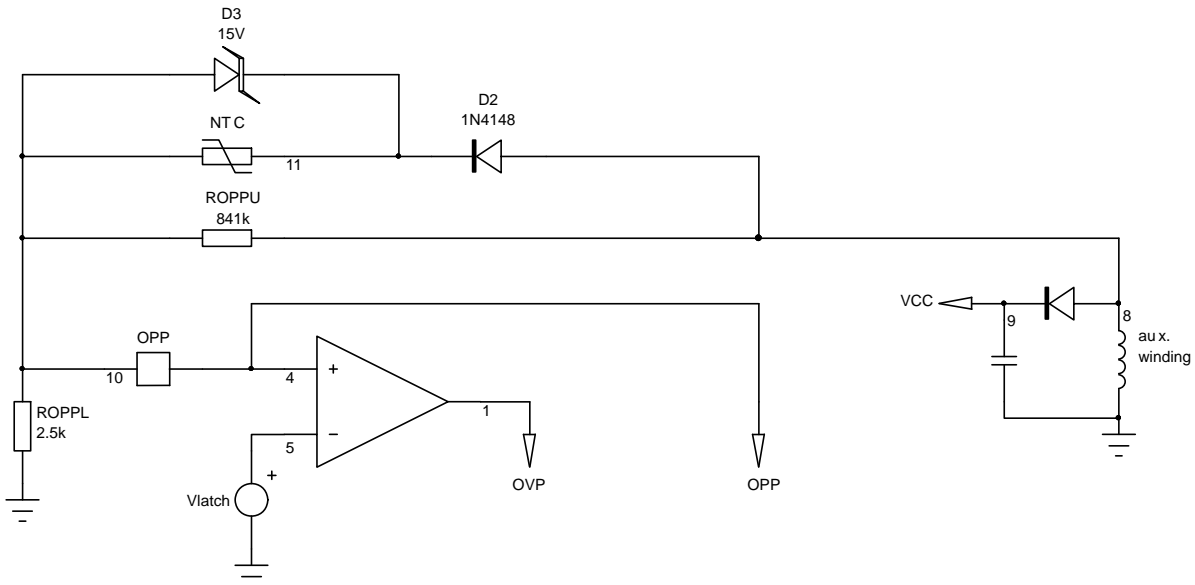 D3
15V
D2
1N4148
NTC
11
ROPPU
841k
VCC
9
8
aux.
winding
OPP
10
4
+
ROPPL
2.5k
1
5
−
+
Vlatch
OVP
OPP